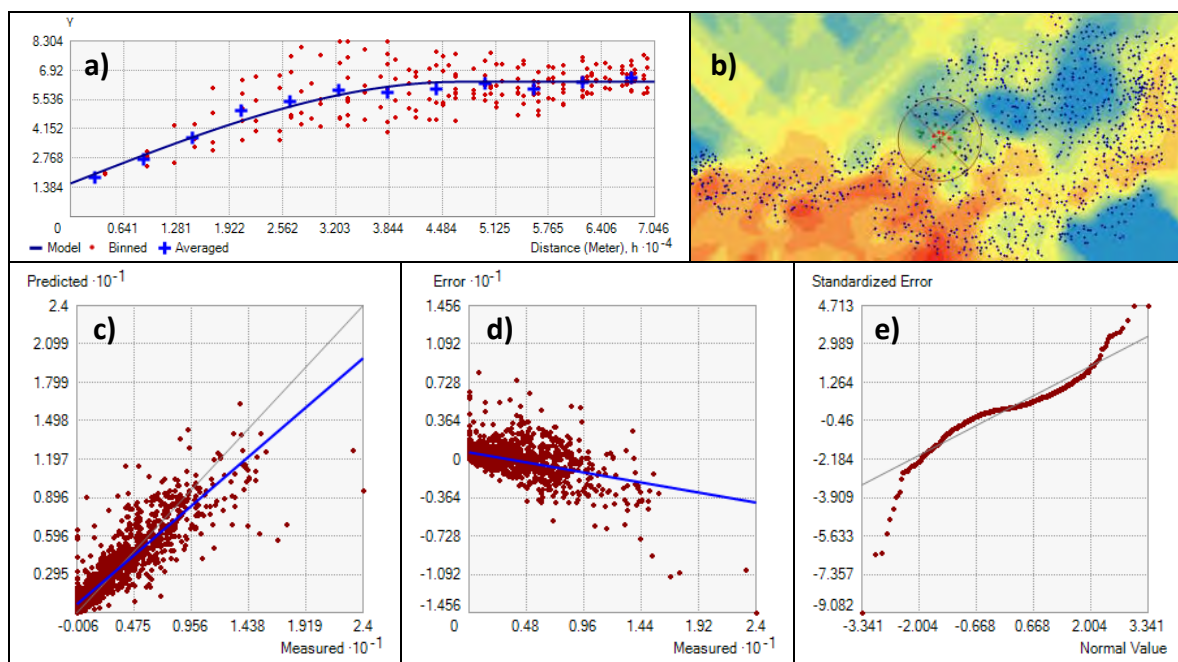 Y
8.304
a)
6.92
5.536
4.152
2.768
1.384
0 0.641 1.281 1.922 2.562 3.203 3.844 4.484 5.125 5.765 6.406 7.046
Model Binned Averaged Distance (Meter), h ·10⁻⁴
b)
Predicted ·10⁻¹
2.4
c)
2.099
1.799
1.498
1.197
0.896
0.596
0.295
-0.006 0.475 0.956 1.438 1.919 2.4
Measured ·10⁻¹
Error ·10⁻¹
1.456
d)
1.092
0.728
0.364
0
-0.364
-0.728
-1.092
-1.456
0 0.48 0.96 1.44 1.92 2.4
Measured ·10⁻¹
Standardized Error
4.713
e)
2.989
1.264
-0.46
-2.184
-3.909
-5.633
-7.357
-9.082
-3.341 -2.004 -0.668 0.668 2.004 3.341
Normal Value